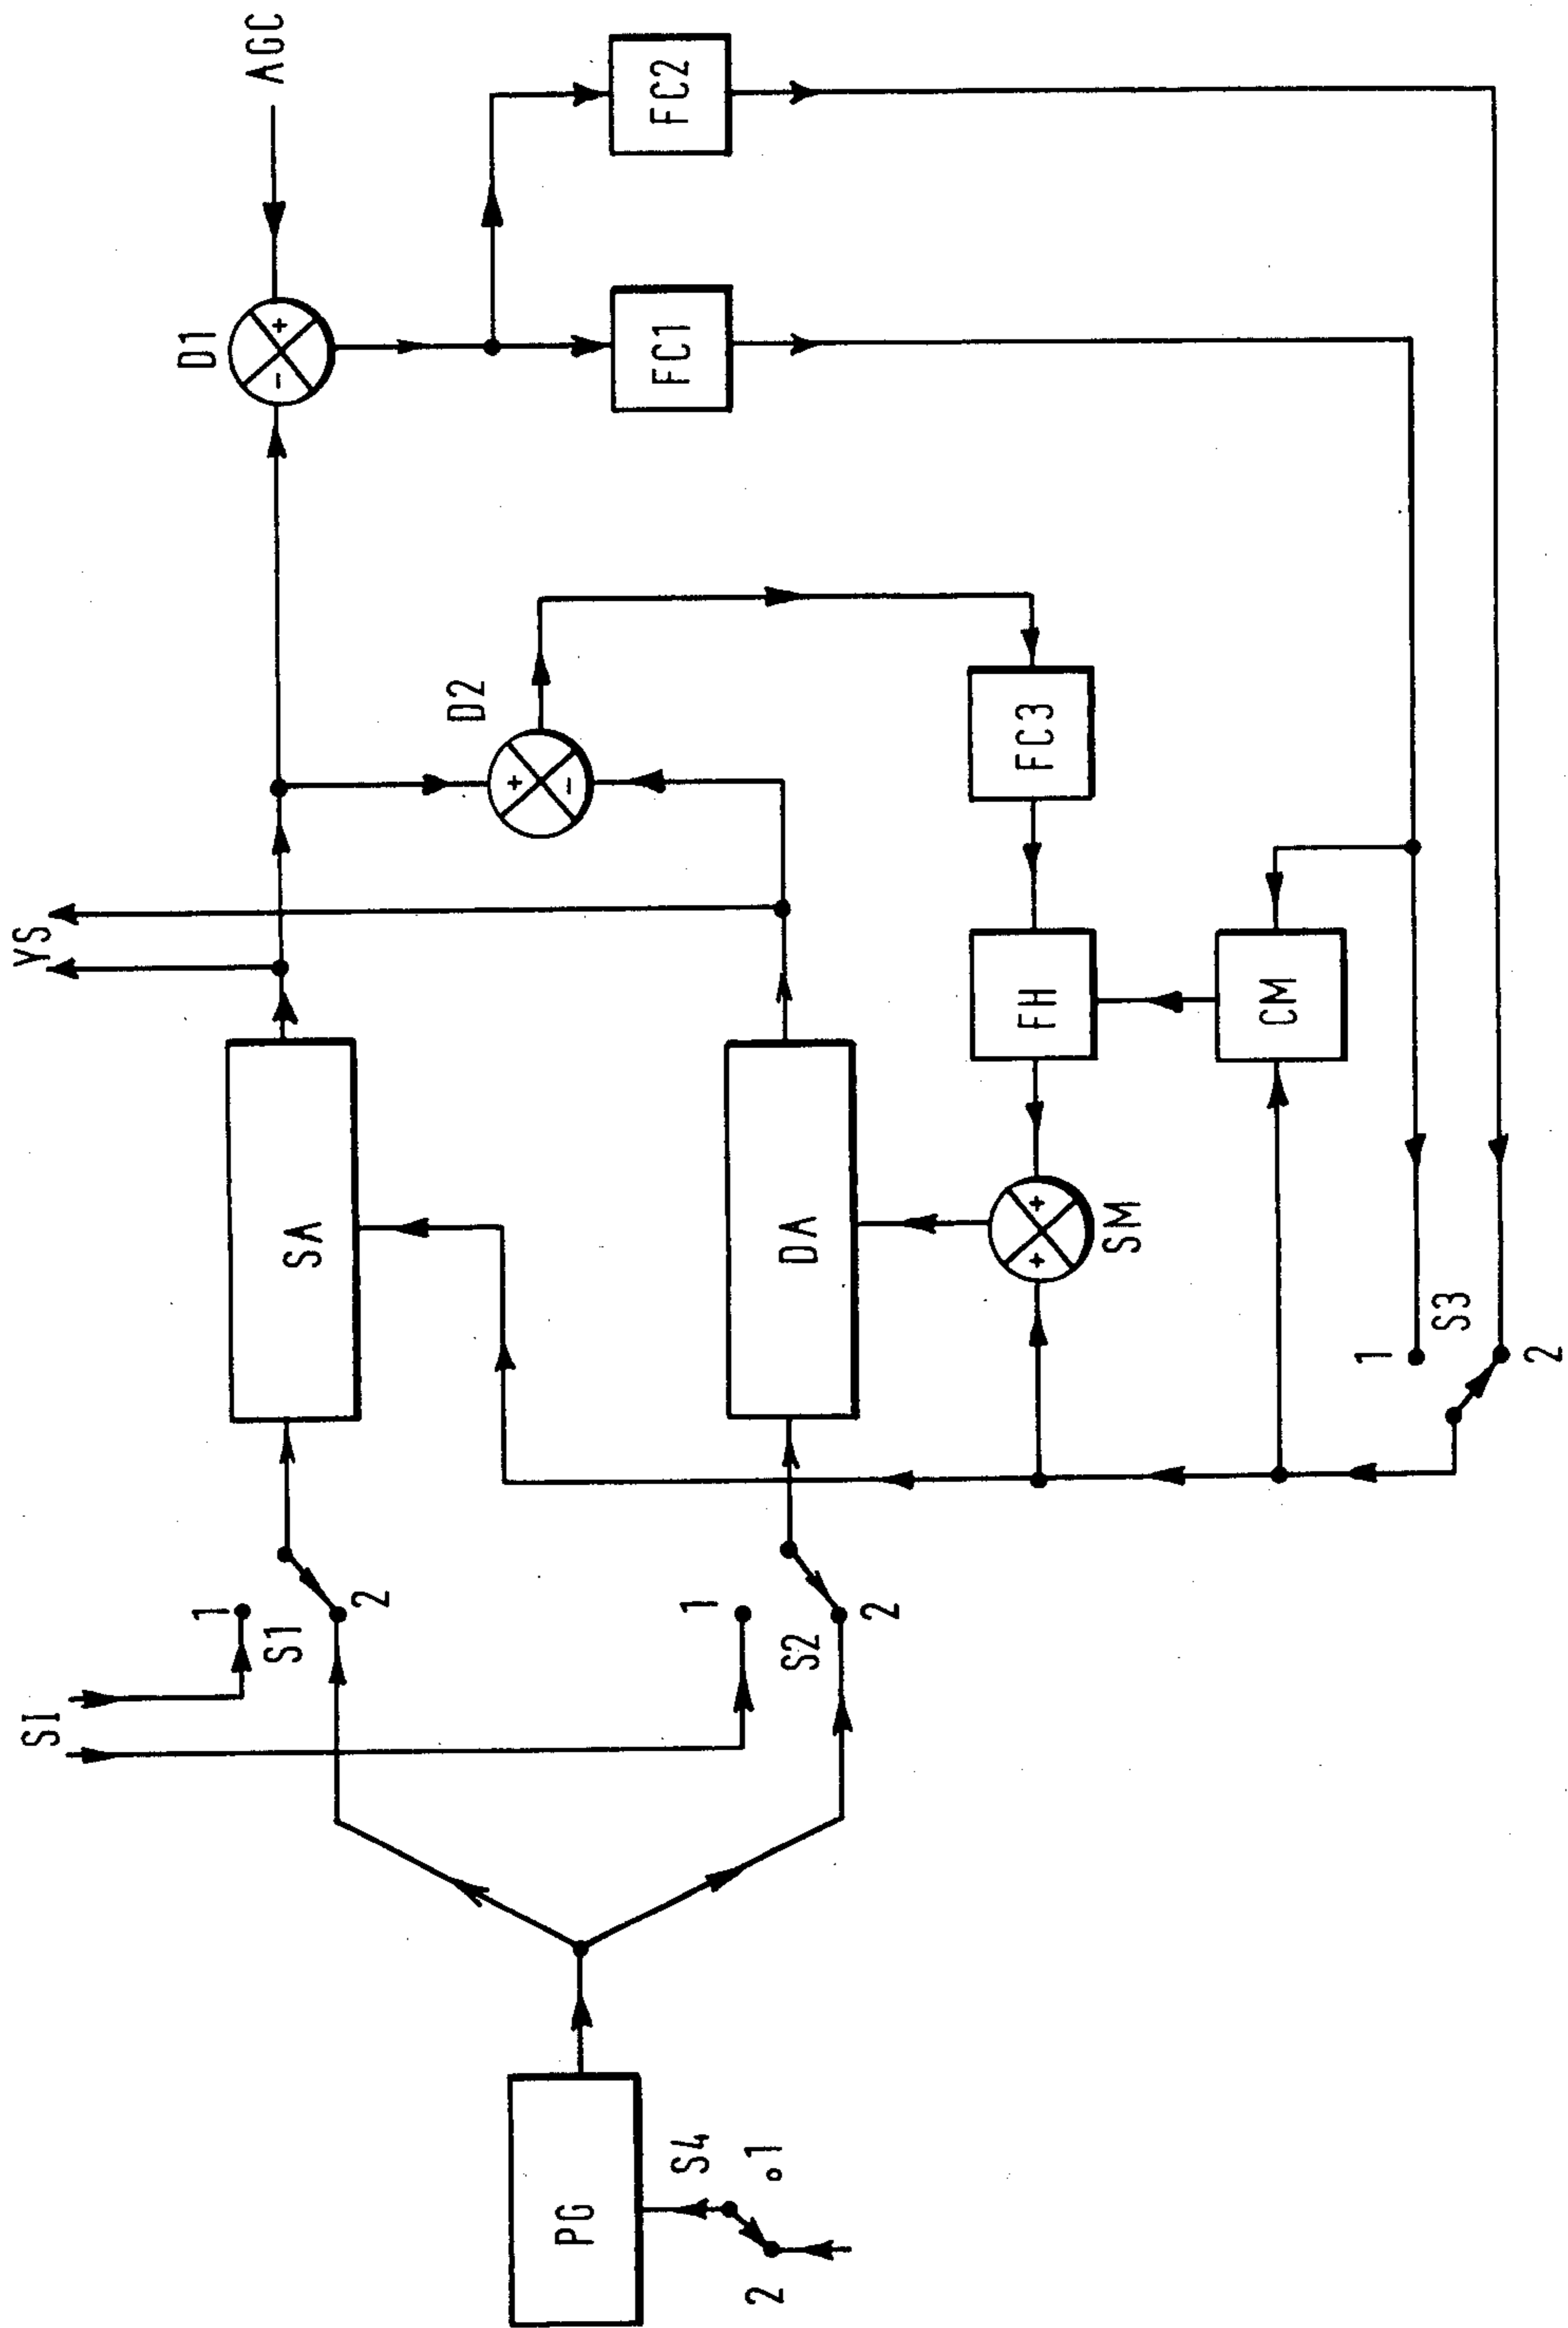 AGC
D1
FC2
FC1
+
-
D2
+
-
FC3
YS
FH
CM
SA
DA
+
+
SM
1
S3
2
SI
1
S1
2
1
S2
2
PG
S4
1
2